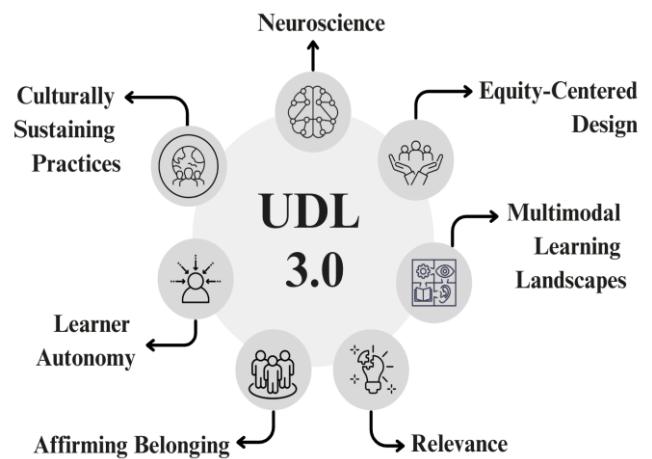 Neuroscience
Culturally
Sustaining
Practices
Equity-Centered
Design
UDL
3.0
Multimodal
Learning
Landscapes
Learner
Autonomy
Affirming Belonging
Relevance